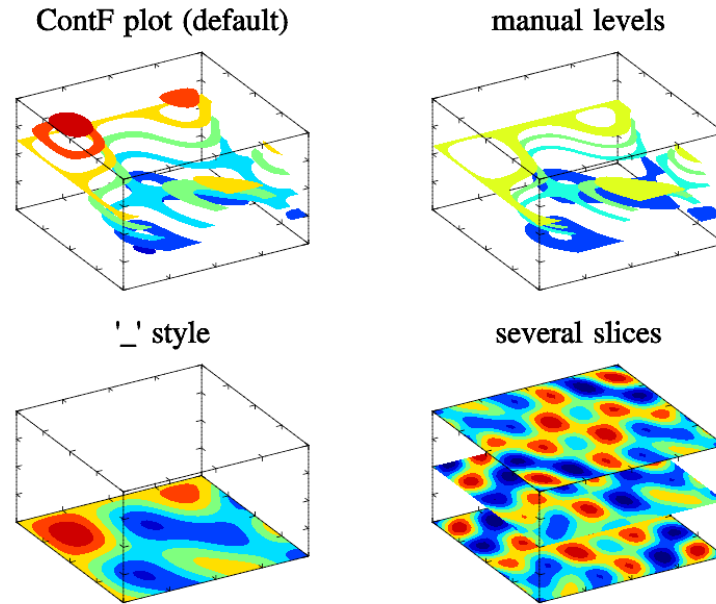 ContF plot (default)
manual levels
'_' style
several slices